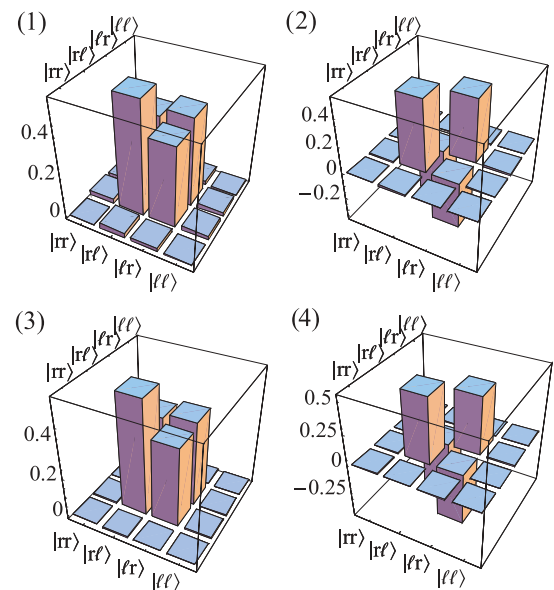 (1)
|rr⟩ |rℓ⟩ |ℓr⟩ |ℓℓ⟩
0.4
0.2
0
|rr⟩ |rℓ⟩ |ℓr⟩ |ℓℓ⟩
(2)
|rr⟩ |rℓ⟩ |ℓr⟩ |ℓℓ⟩
0.4
0.2
0
−0.2
|rr⟩ |rℓ⟩ |ℓr⟩ |ℓℓ⟩
(3)
|rr⟩ |rℓ⟩ |ℓr⟩ |ℓℓ⟩
0.4
0.2
0
|rr⟩ |rℓ⟩ |ℓr⟩ |ℓℓ⟩
(4)
|rr⟩ |rℓ⟩ |ℓr⟩ |ℓℓ⟩
0.5
0.25
0
−0.25
|rr⟩ |rℓ⟩ |ℓr⟩ |ℓℓ⟩